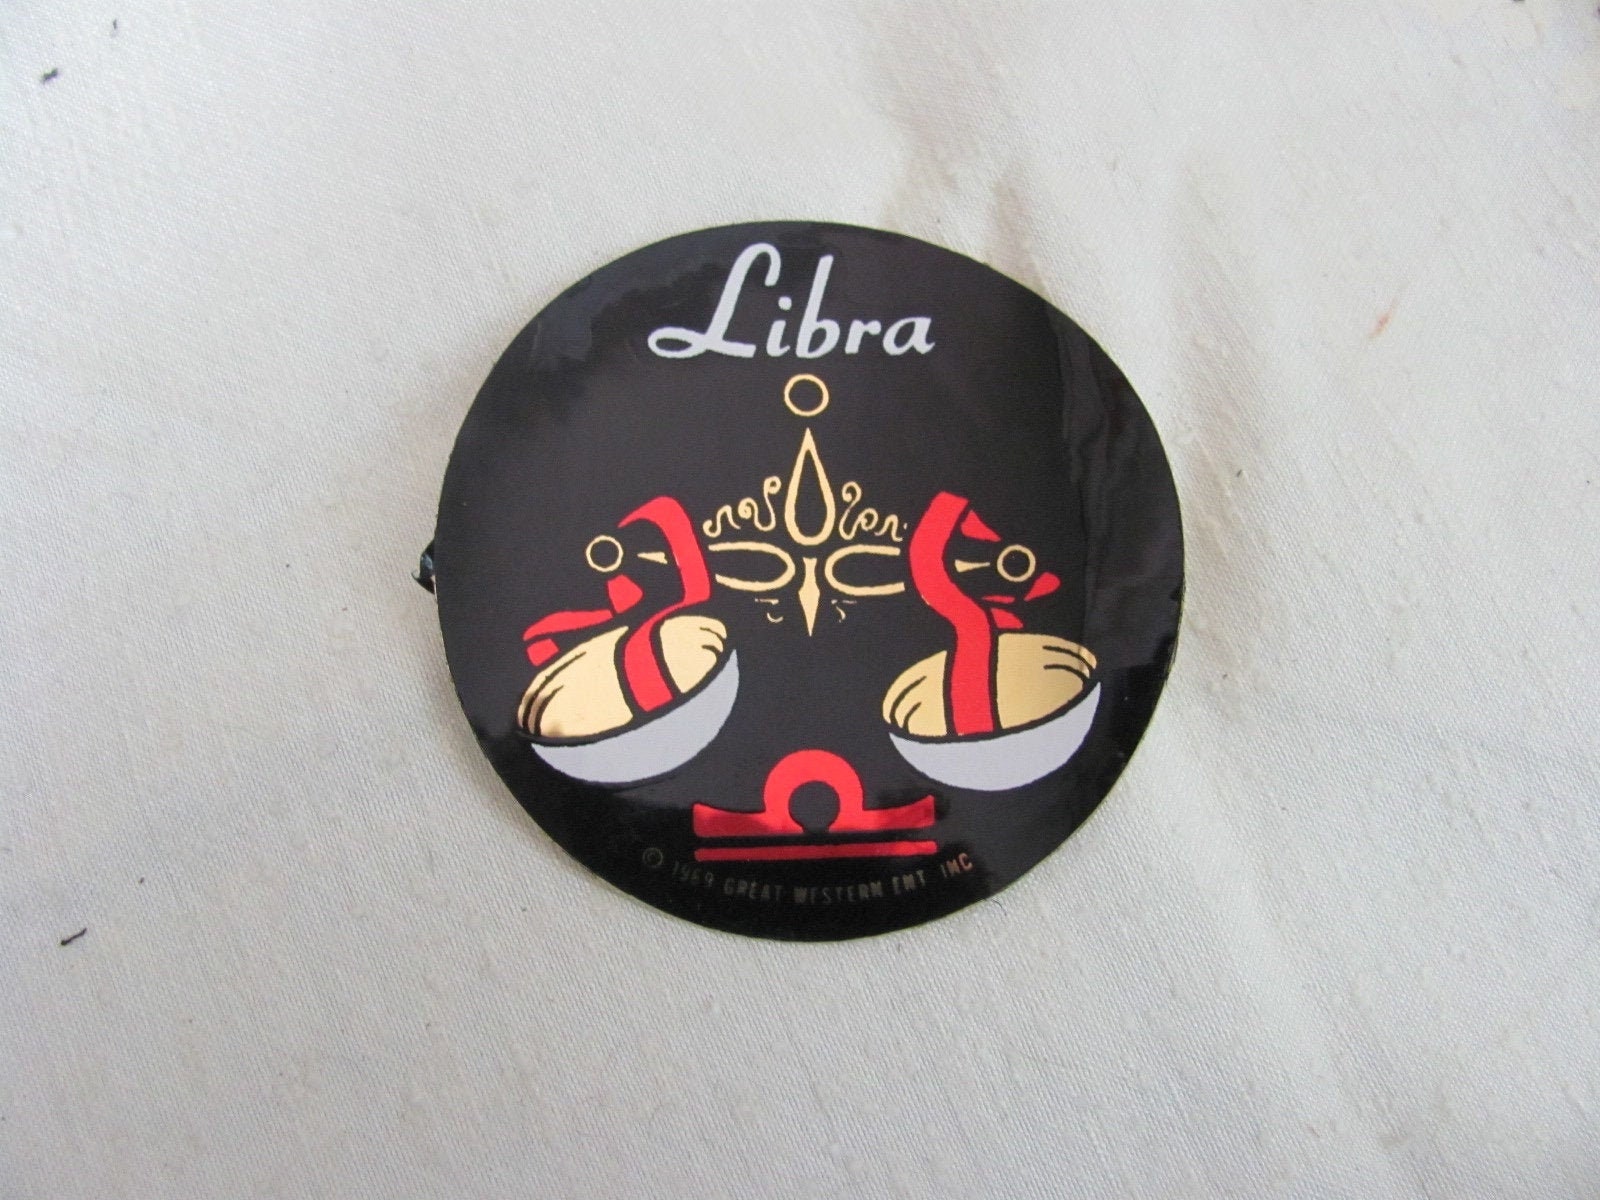 Libra
© 1969 GREAT WESTERN ENT. INC